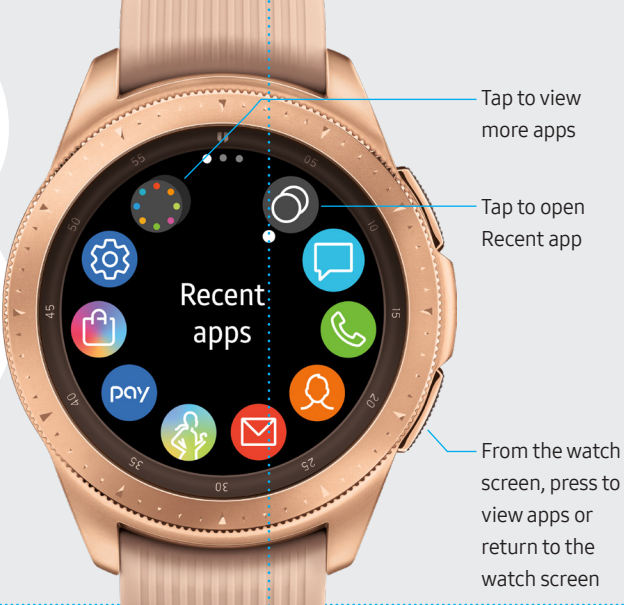 Tap to view
more apps
Tap to open
Recent app
55
05
50
10
Recent
apps
45
15
pay
40
20
35
25
30
From the watch
screen, press to
view apps or
return to the
watch screen